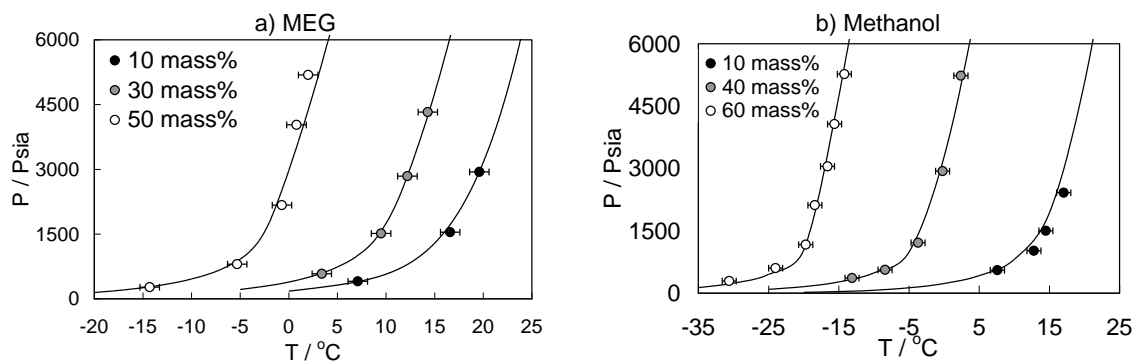 a) MEG
6000
4500
3000
1500
0
P / Psia
10 mass%
30 mass%
50 mass%
-20 -15 -10 -5 0 5 10 15 20 25
T / °C
b) Methanol
6000
4500
3000
1500
0
P / Psia
10 mass%
40 mass%
60 mass%
-35 -25 -15 -5 5 15 25
T / °C